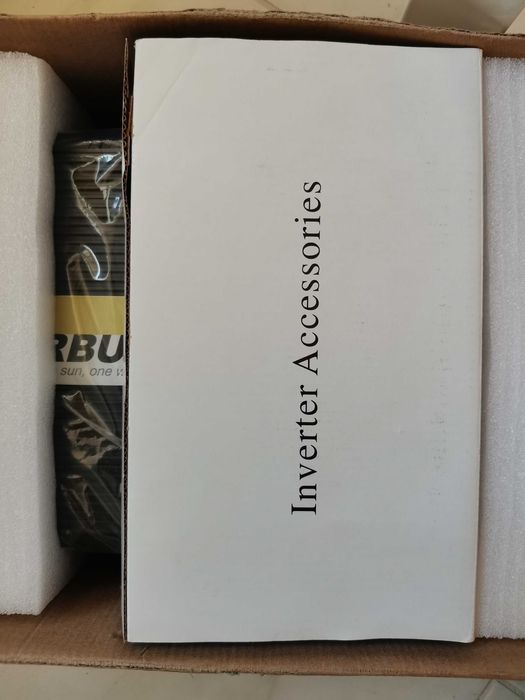 RBU
sun, one w
Inverter Accessories